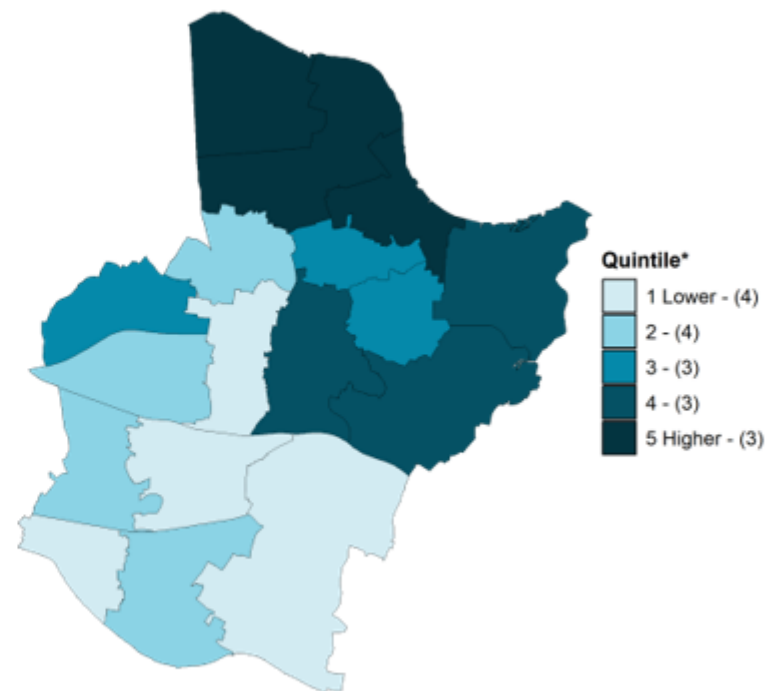 Quintile*
1 Lower - (4)
2 - (4)
3 - (3)
4 - (3)
5 Higher - (3)